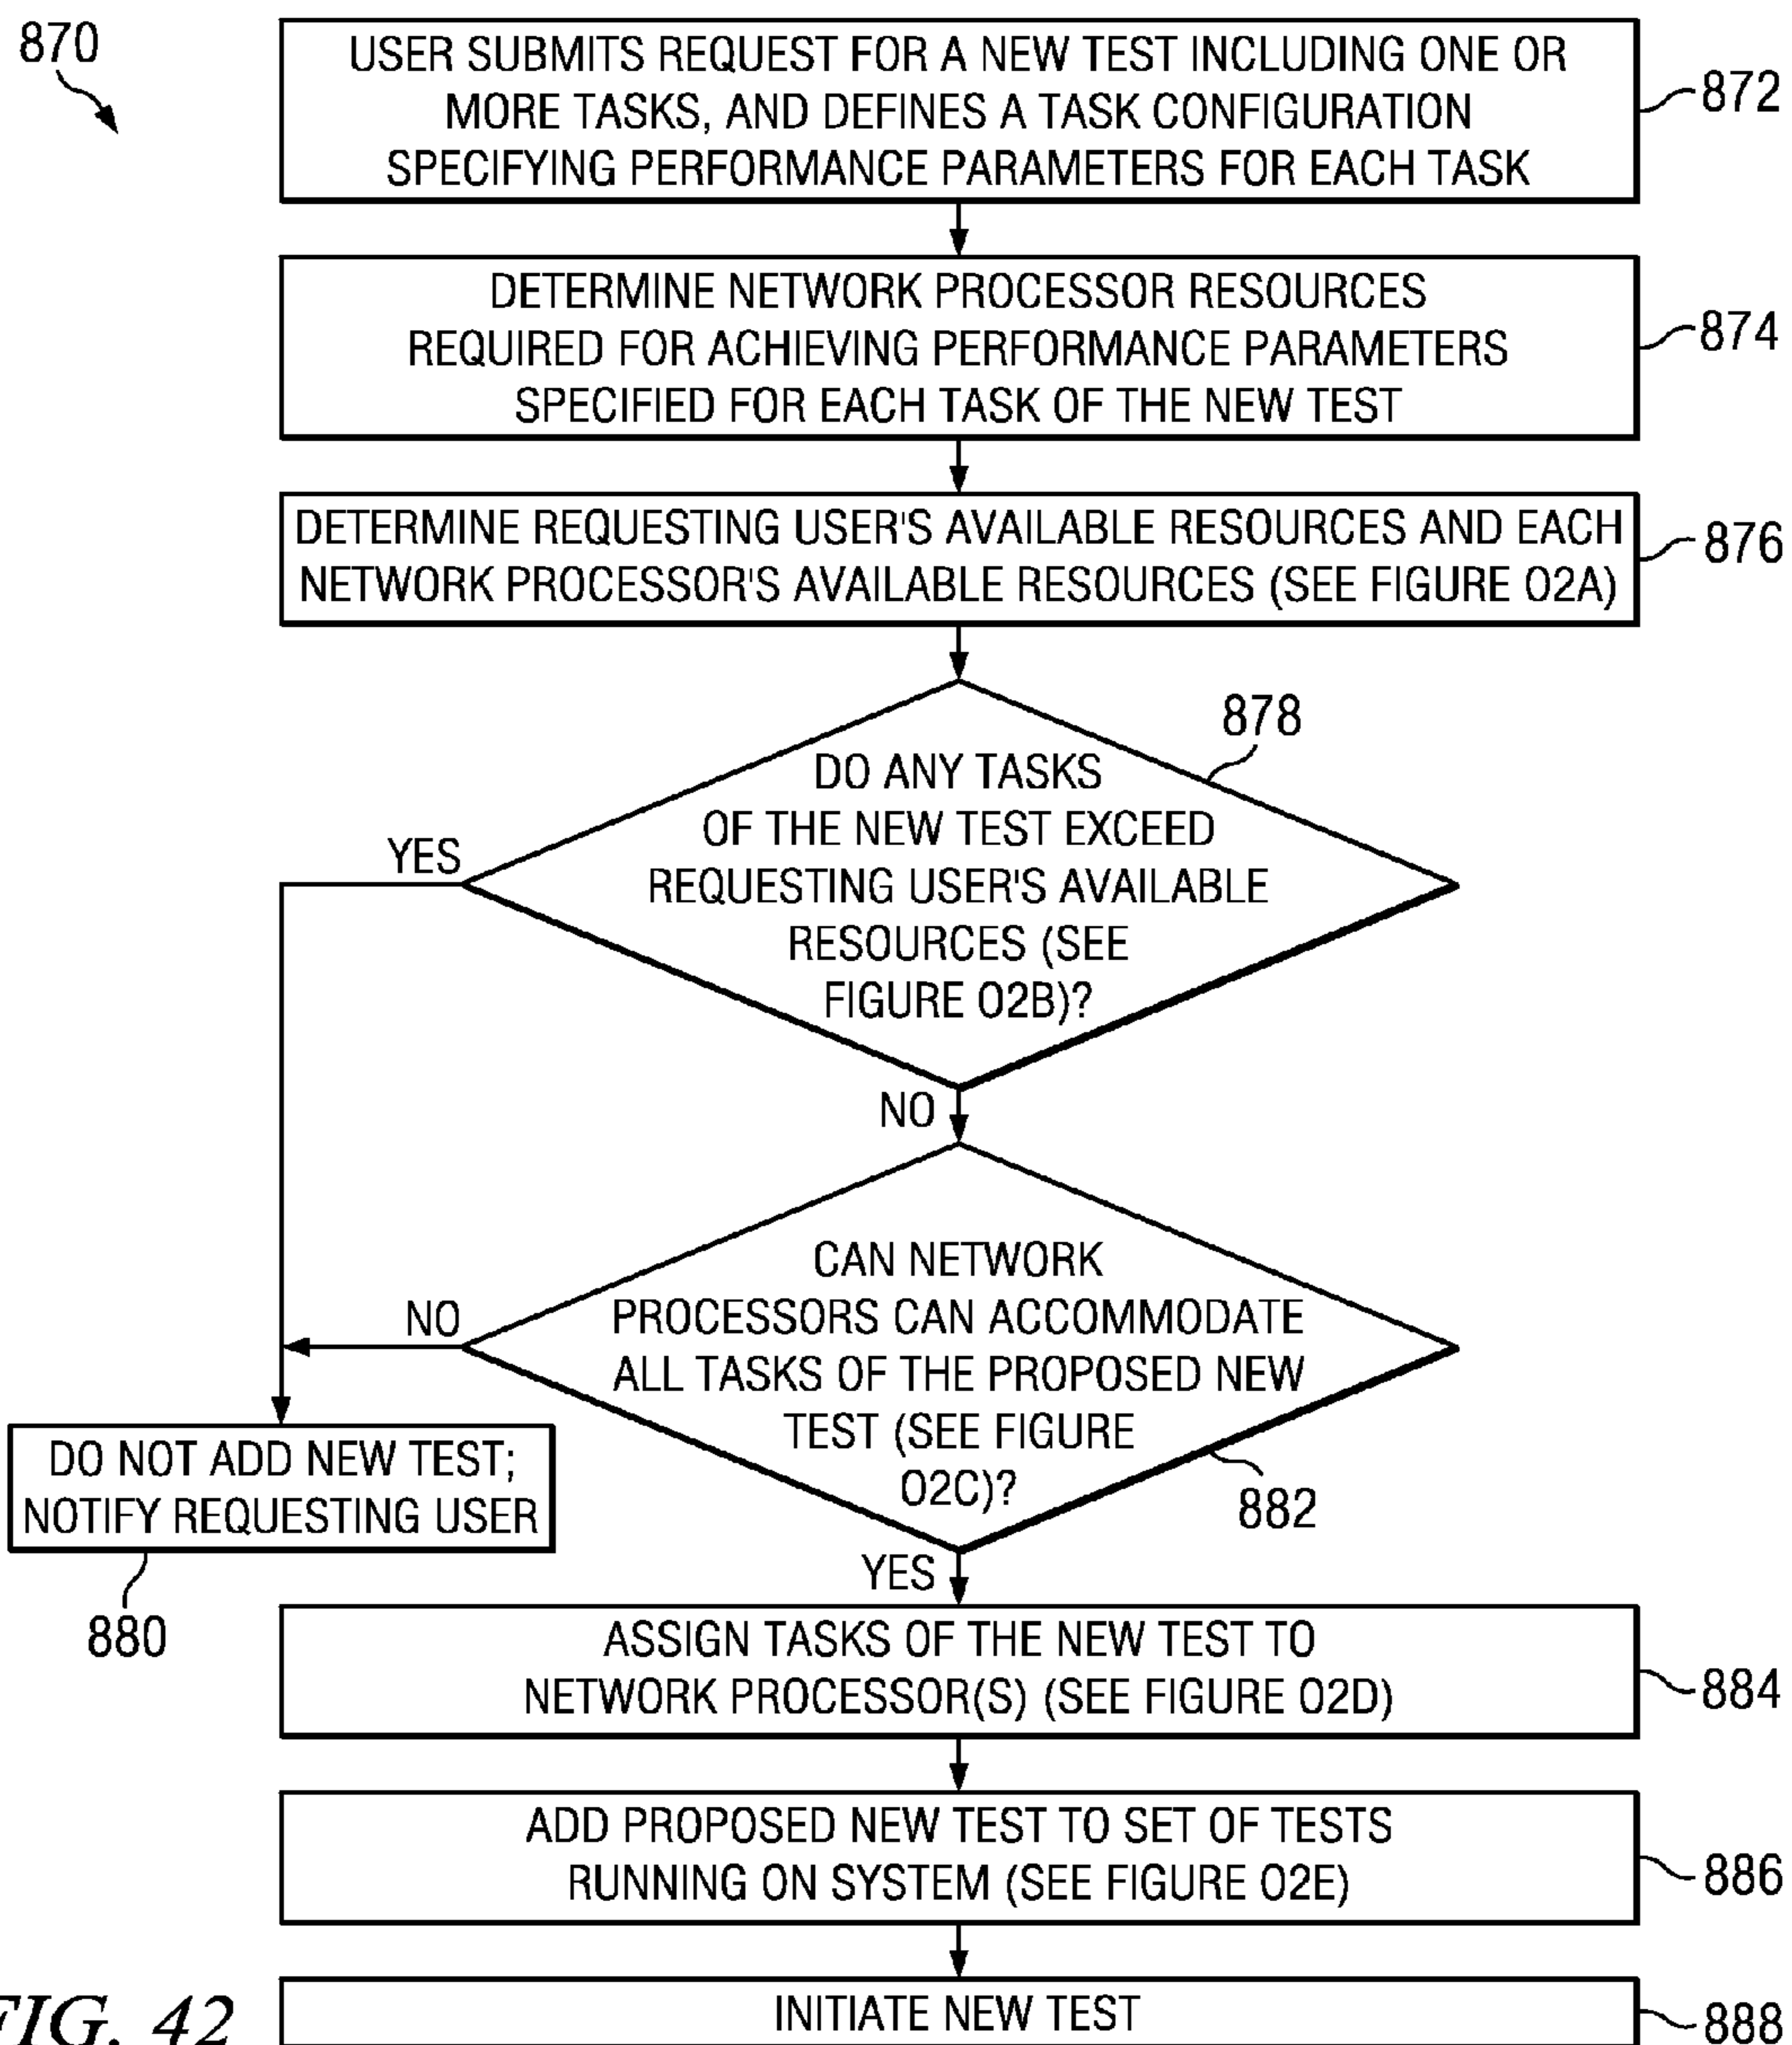 870
USER SUBMITS REQUEST FOR A NEW TEST INCLUDING ONE OR
MORE TASKS, AND DEFINES A TASK CONFIGURATION
SPECIFYING PERFORMANCE PARAMETERS FOR EACH TASK
872
DETERMINE NETWORK PROCESSOR RESOURCES
REQUIRED FOR ACHIEVING PERFORMANCE PARAMETERS
SPECIFIED FOR EACH TASK OF THE NEW TEST
874
DETERMINE REQUESTING USER'S AVAILABLE RESOURCES AND EACH
NETWORK PROCESSOR'S AVAILABLE RESOURCES (SEE FIGURE O2A)
876
878
DO ANY TASKS
OF THE NEW TEST EXCEED
REQUESTING USER'S AVAILABLE
RESOURCES (SEE
FIGURE O2B)?
YES
NO
CAN NETWORK
PROCESSORS CAN ACCOMMODATE
ALL TASKS OF THE PROPOSED NEW
TEST (SEE FIGURE
O2C)?
NO
882
DO NOT ADD NEW TEST;
NOTIFY REQUESTING USER
880
YES
ASSIGN TASKS OF THE NEW TEST TO
NETWORK PROCESSOR(S) (SEE FIGURE O2D)
884
ADD PROPOSED NEW TEST TO SET OF TESTS
RUNNING ON SYSTEM (SEE FIGURE O2E)
886
INITIATE NEW TEST
888
FIG. 42